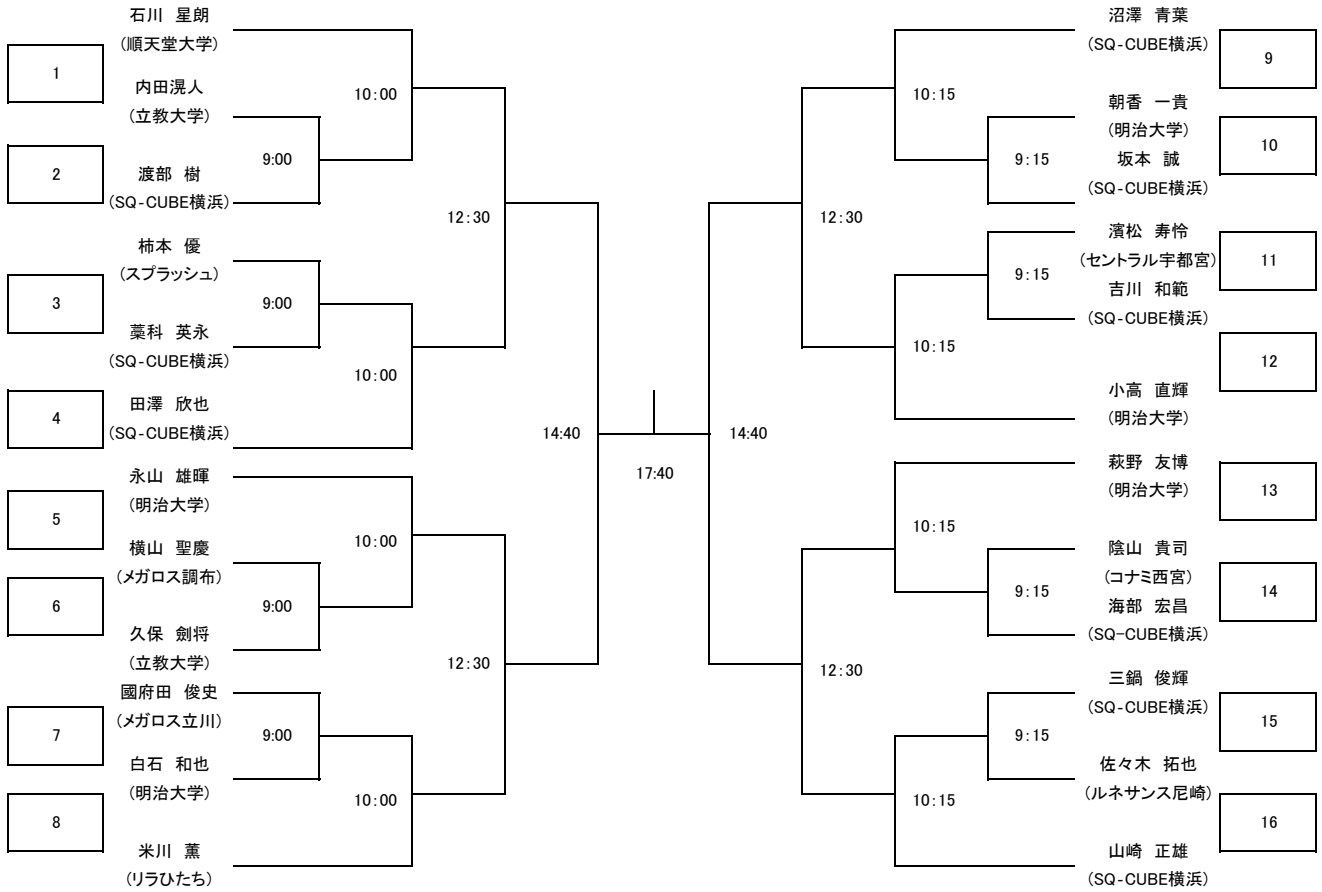 石川 星朗
(順天堂大学)
1
内田滉人
(立教大学)
10:00
9:00
2
渡部 樹
(SQ-CUBE横浜)
12:30
柿本 優
(スプラッシュ)
3
9:00
藁科 英永
(SQ-CUBE横浜)
10:00
4
田澤 欣也
(SQ-CUBE横浜)
14:40
永山 雄暉
(明治大学)
5
10:00
横山 聖慶
(メガロス調布)
6
9:00
久保 劍将
(立教大学)
12:30
國府田 俊史
(メガロス立川)
7
9:00
白石 和也
(明治大学)
10:00
8
米川 薫
(リラひたち)
17:40
沼澤 青葉
(SQ-CUBE横浜)
9
10:15
朝香 一貴
(明治大学)
10
9:15
坂本 誠
(SQ-CUBE横浜)
12:30
濱松 寿怜
(セントラル宇都宮)
11
9:15
吉川 和範
(SQ-CUBE横浜)
10:15
12
小高 直輝
(明治大学)
14:40
萩野 友博
(明治大学)
13
10:15
陰山 貴司
(コナミ西宮)
14
9:15
海部 宏昌
(SQ-CUBE横浜)
12:30
三鍋 俊輝
(SQ-CUBE横浜)
15
9:15
佐々木 拓也
(ルネサンス尼崎)
10:15
16
山崎 正雄
(SQ-CUBE横浜)